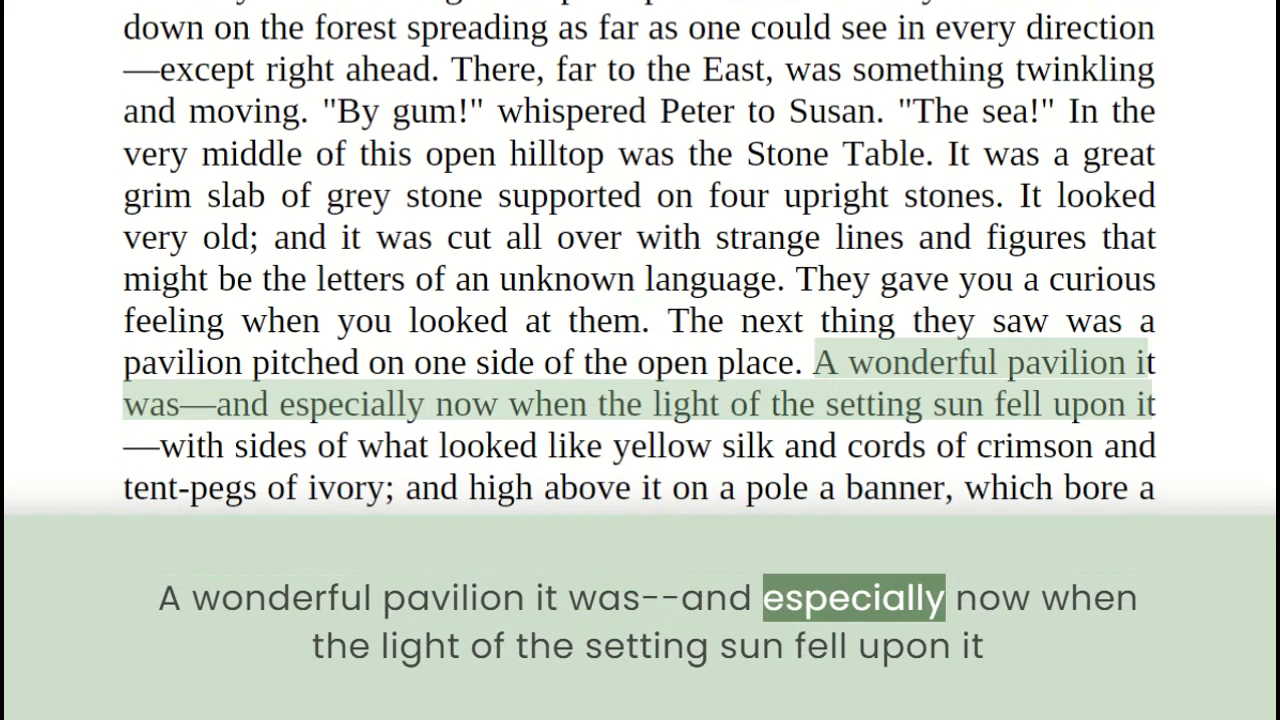 down on the forest spreading as far as one could see in every direction
—except right ahead. There, far to the East, was something twinkling
and moving. "By gum!" whispered Peter to Susan. "The sea!" In the
very middle of this open hilltop was the Stone Table. It was a great
grim slab of grey stone supported on four upright stones. It looked
very old; and it was cut all over with strange lines and figures that
might be the letters of an unknown language. They gave you a curious
feeling when you looked at them. The next thing they saw was a
pavilion pitched on one side of the open place. A wonderful pavilion it
was—and especially now when the light of the setting sun fell upon it
—with sides of what looked like yellow silk and cords of crimson and
tent-pegs of ivory; and high above it on a pole a banner, which bore a
A wonderful pavilion it was--and especially now when
the light of the setting sun fell upon it